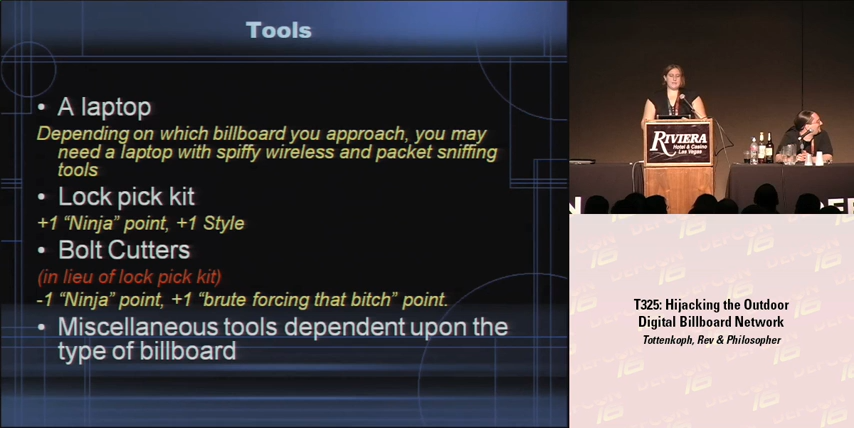 Tools
• A laptop
Depending on which billboard you approach, you may
need a laptop with spiffy wireless and packet sniffing
tools
• Lock pick kit
+1 “Ninja” point, +1 Style
• Bolt Cutters
(in lieu of lock pick kit)
-1 “Ninja” point, +1 “brute forcing that bitch” point.
• Miscellaneous tools dependent upon the
type of billboard
RIVIERA
Hotel & Casino
Las Vegas
T325: Hijacking the Outdoor
Digital Billboard Network
Tottenkoph, Rev & Philosopher